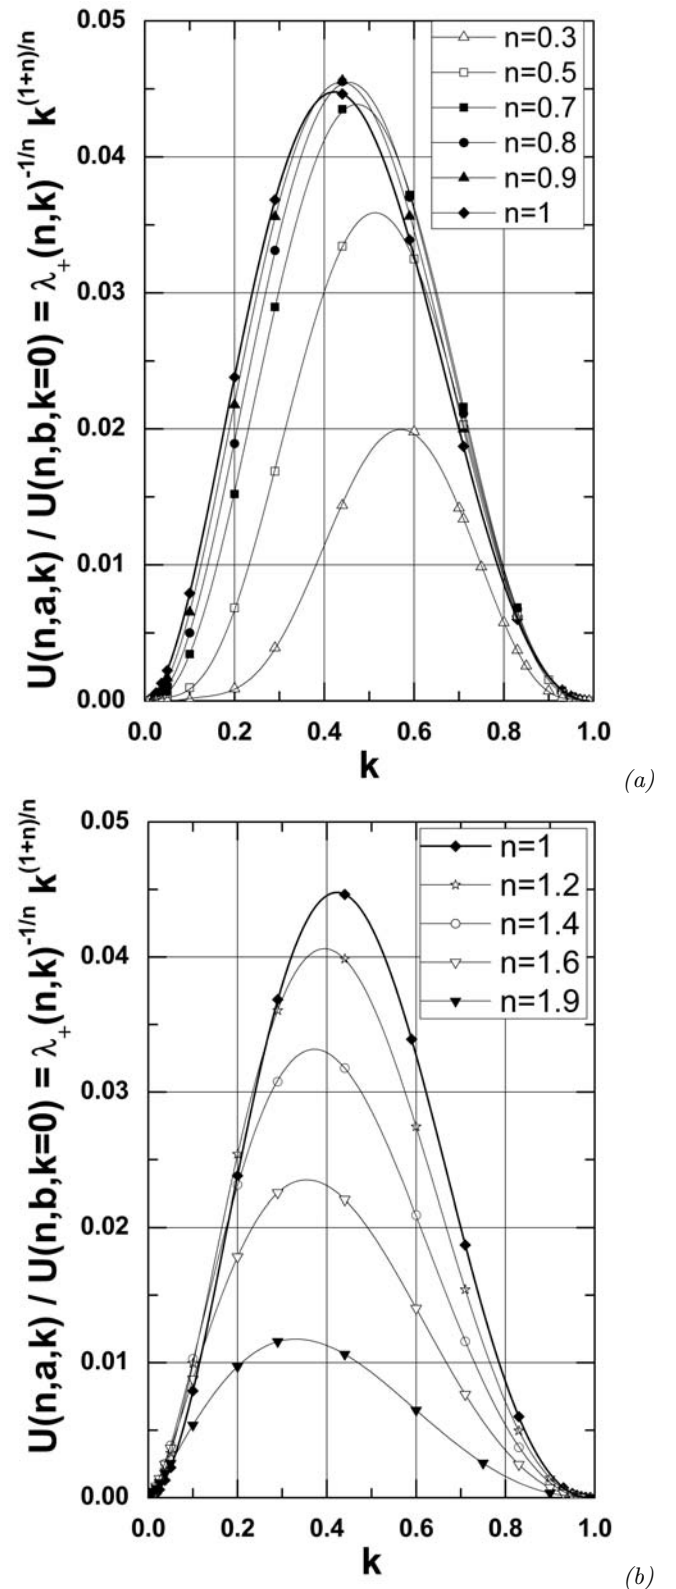 U(n,a,k) / U(n,b,k=0) = λ₊(n,k)^-1/n k^(1+n)/n
0.05
0.04
0.03
0.02
0.01
0.00
n=0.3
n=0.5
n=0.7
n=0.8
n=0.9
n=1
0.0 0.2 0.4 0.6 0.8 1.0
k
(a)
U(n,a,k) / U(n,b,k=0) = λ₊(n,k)^-1/n k^(1+n)/n
0.05
0.04
0.03
0.02
0.01
0.00
n=1
n=1.2
n=1.4
n=1.6
n=1.9
0.0 0.2 0.4 0.6 0.8 1.0
k
(b)